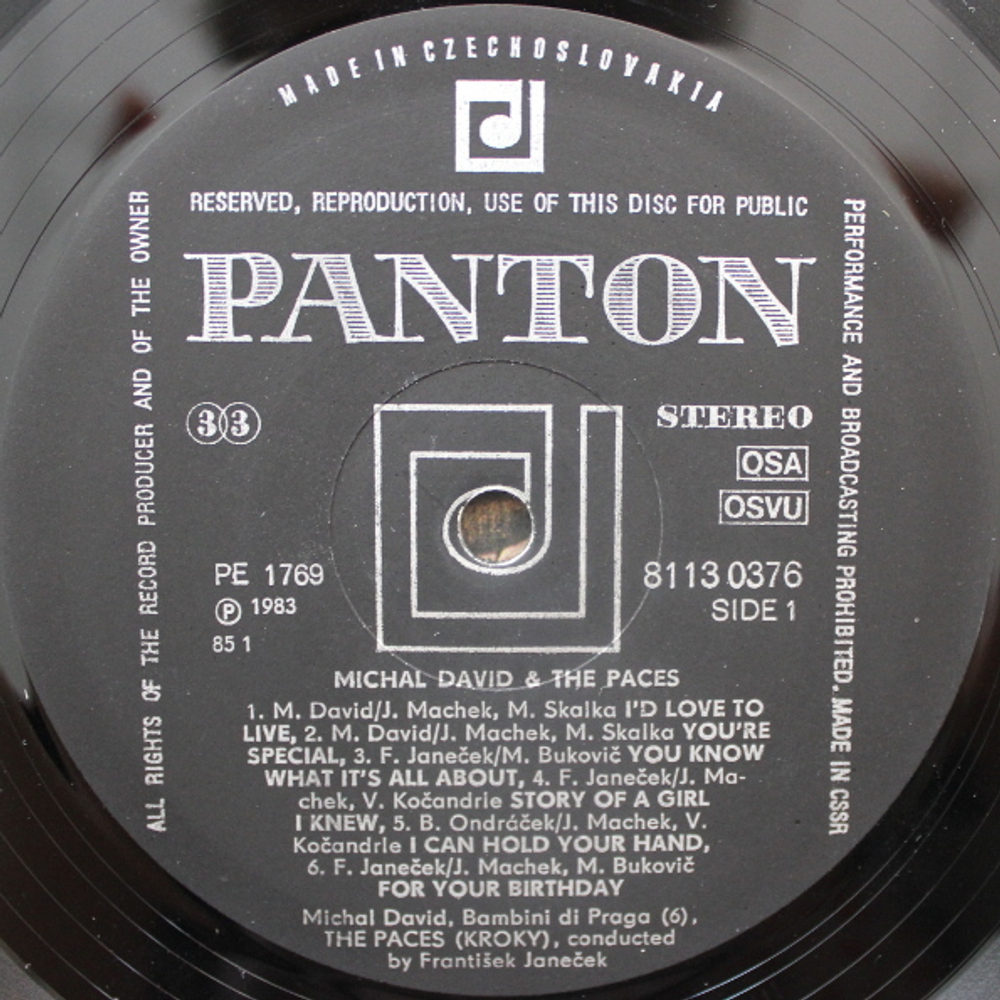 MADE IN CZECHOSLOVAKIA
ALL RIGHTS OF THE RECORD PRODUCER AND OF THE OWNER
RESERVED, REPRODUCTION, USE OF THIS DISC FOR PUBLIC
PERFORMANCE AND BROADCASTING PROHIBITED. MADE IN CSSR
PANTON
33
STEREO
OSA
OSVU
PE 1769
℗ 1983
85 1
8113 0376
SIDE 1
MICHAL DAVID & THE PACES
1. M. David/J. Machek, M. Skalka I'D LOVE TO
LIVE, 2. M. David/J. Machek, M. Skalka YOU'RE
SPECIAL, 3. F. Janeček/M. Bukovič YOU KNOW
WHAT IT'S ALL ABOUT, 4. F. Janeček/J. Ma-
chek, V. Kočandrle STORY OF A GIRL
I KNEW, 5. B. Ondráček/J. Machek, V.
Kočandrle I CAN HOLD YOUR HAND,
6. F. Janeček/J. Machek, M. Bukovič
FOR YOUR BIRTHDAY
Michal David, Bambini di Praga (6),
THE PACES (KROKY), conducted
by František Janeček